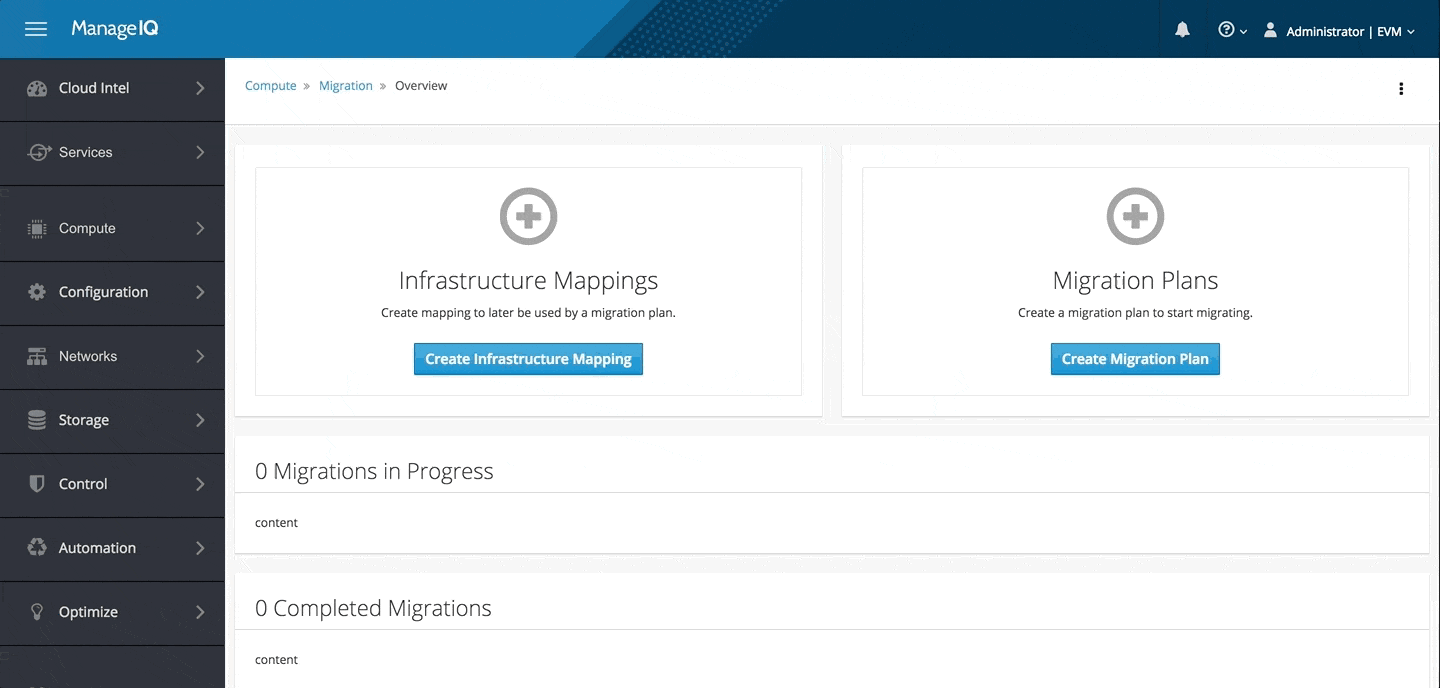 ManageIQ
Administrator | EVM
Cloud Intel
Services
Compute
Configuration
Networks
Storage
Control
Automation
Optimize
Compute » Migration » Overview
Infrastructure Mappings
Create mapping to later be used by a migration plan.
Create Infrastructure Mapping
Migration Plans
Create a migration plan to start migrating.
Create Migration Plan
0 Migrations in Progress
content
0 Completed Migrations
content